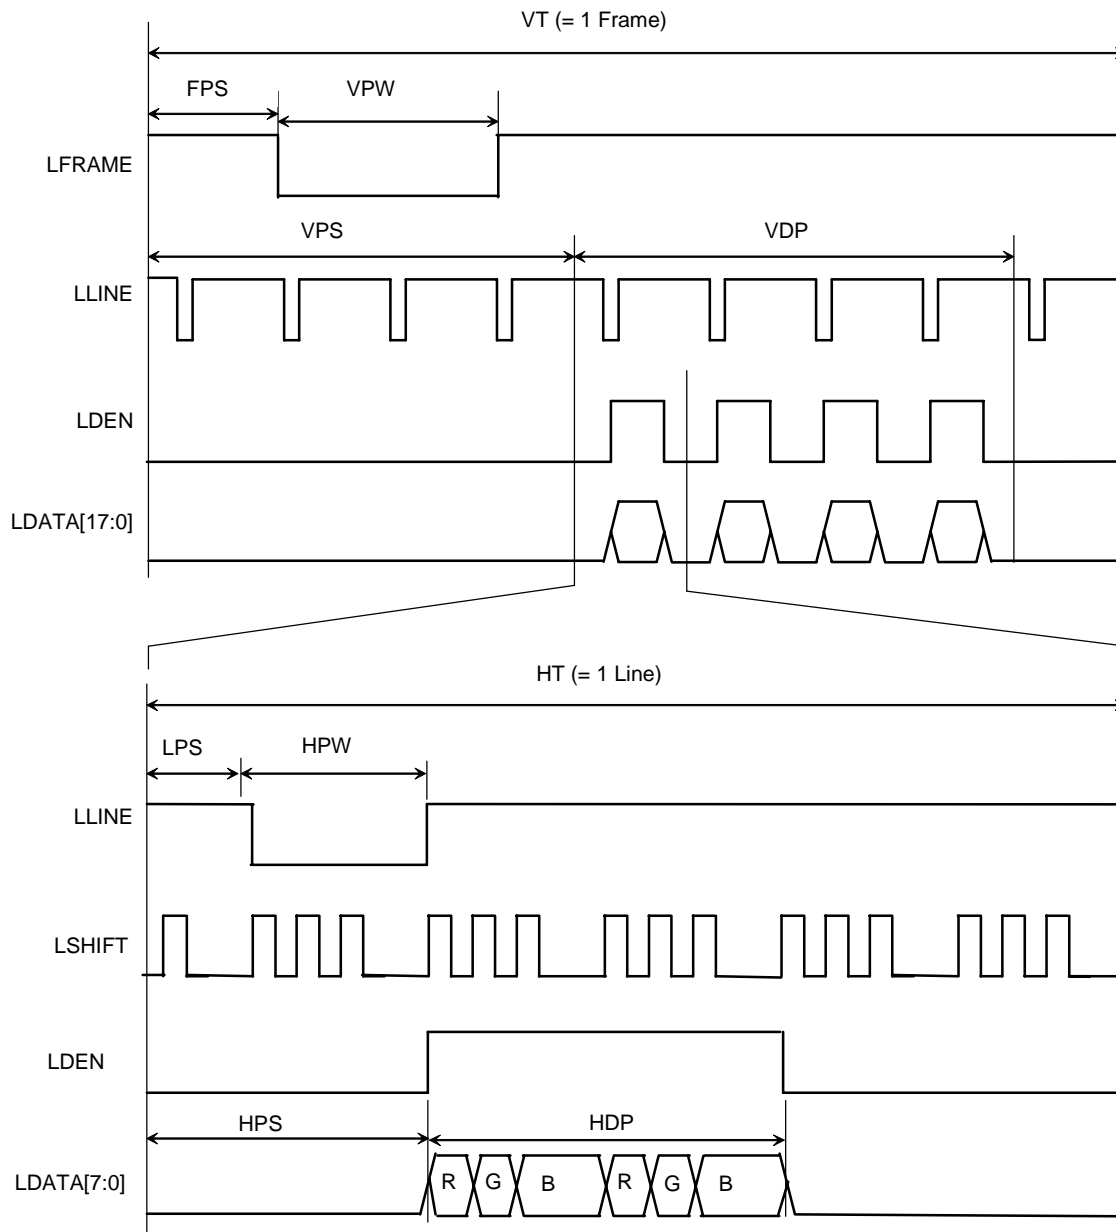 VT (= 1 Frame)
FPS VPW
LFRAME
VPS VDP
LLINE
LDEN
LDATA[17:0]
HT (= 1 Line)
LPS HPW
LLINE
LSHIFT
LDEN
HPS HDP
LDATA[7:0] R G B R G B